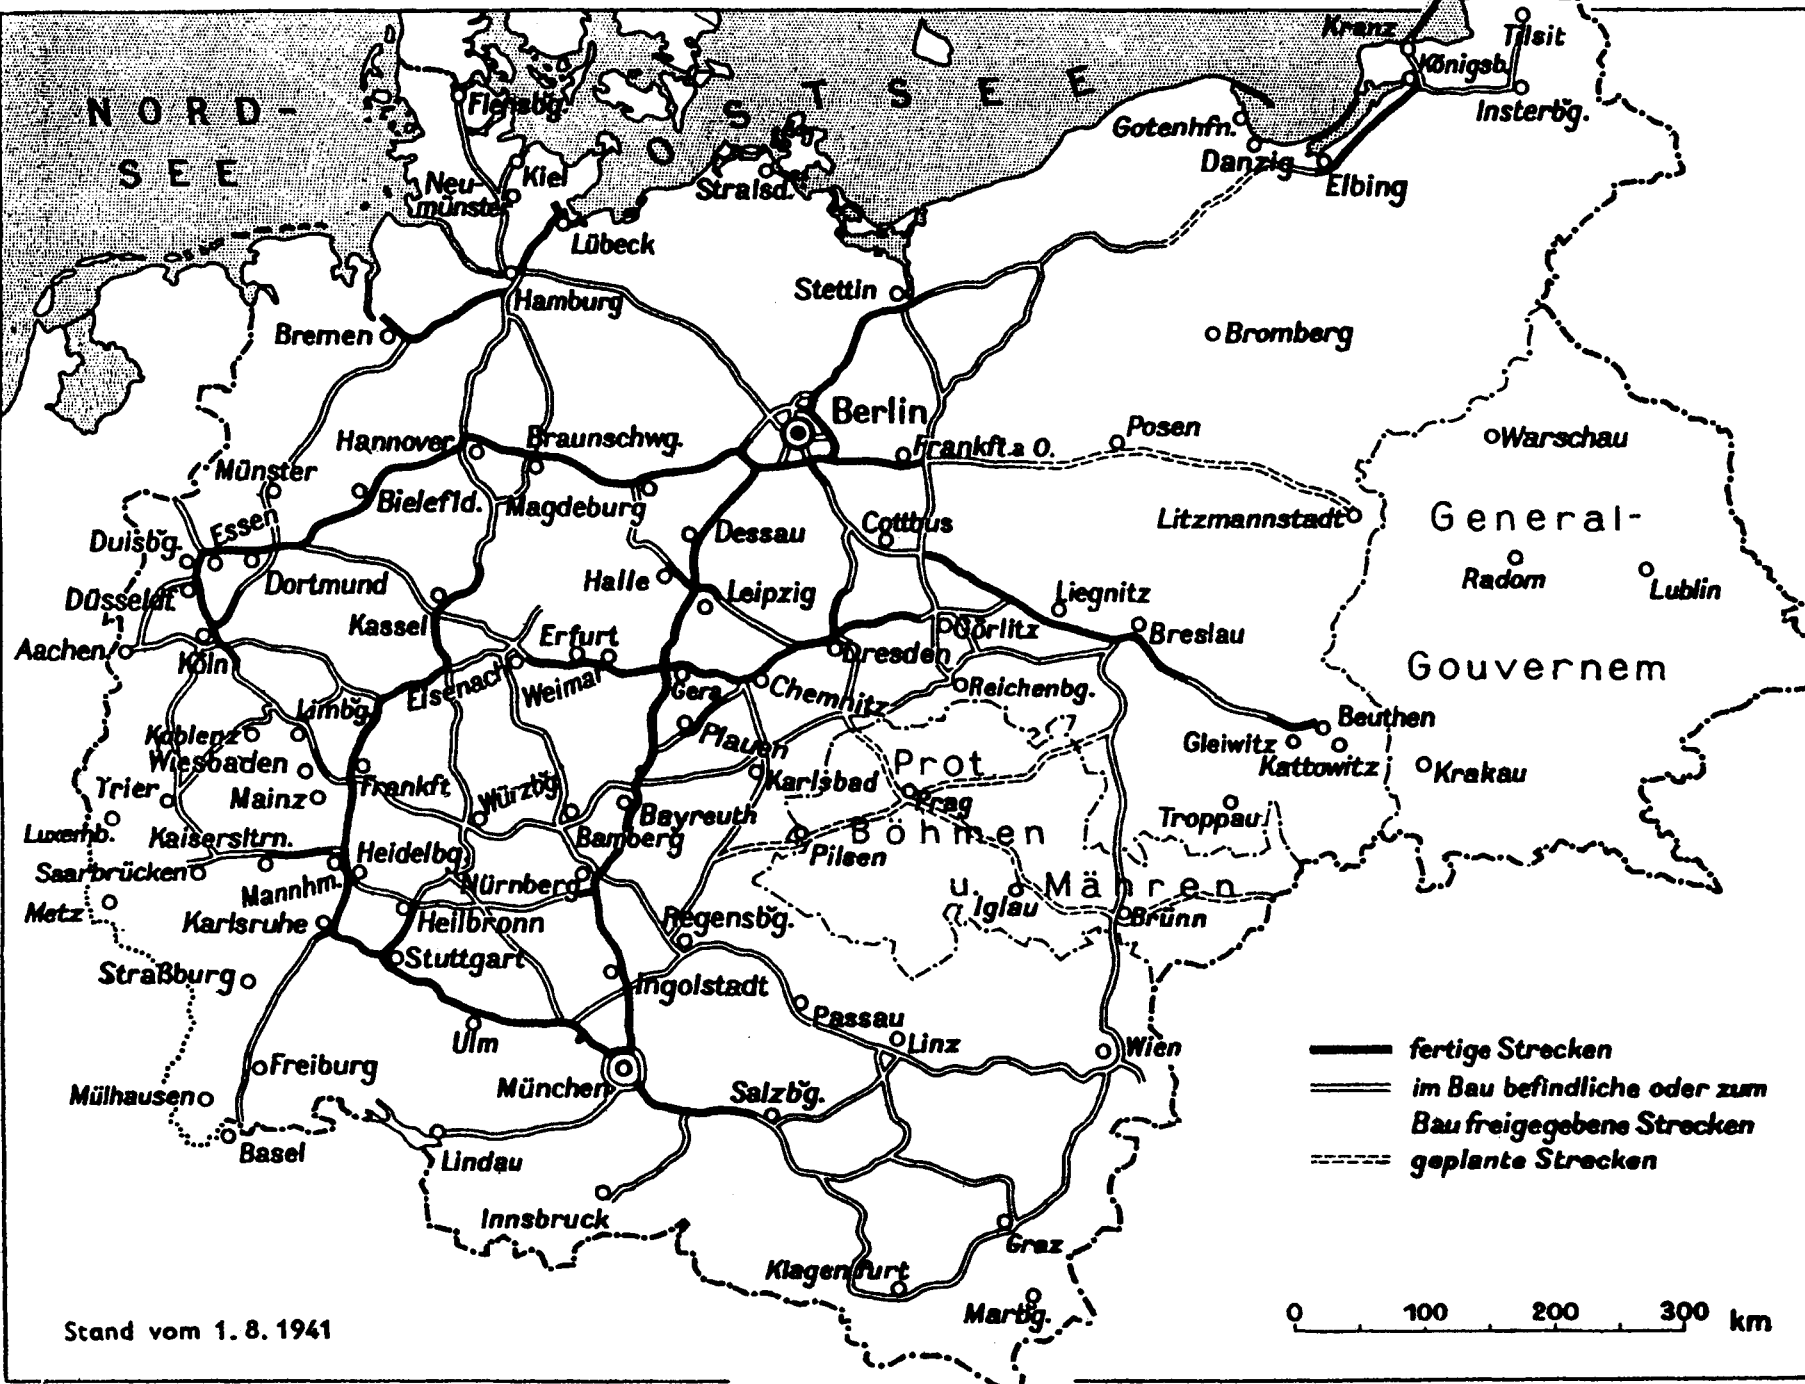 Kranz
Tilsit
Königsb.
Insterbg.
NORD-
SEE
OSTSEE
Flensbg.
Gotenhfn.
Danzig
Elbing
Kiel
Neu-
münster
Stralsd.
Lübeck
Stettin
Hamburg
Bremen
Bromberg
Berlin
Hannover
Braunschwg.
Frankft. a O.
Posen
Warschau
Münster
Bielefld.
Magdeburg
Litzmannstadt
General-
Duisbg.
Essen
Dessau
Cottbus
Dortmund
Halle
Leipzig
Liegnitz
Radom
Lublin
Düsseldf.
Kassel
Erfurt
Görlitz
Breslau
Aachen
Köln
Eisenach
Weimar
Dresden
Gouvernem
Gera
Chemnitz
Reichenbg.
Limbg.
Koblenz
Plauen
Beuthen
Gleiwitz
Kattowitz
Krakau
Wiesbaden
Prot
Trier
Mainz
Frankft
Würzbg.
Karlsbad
Prag
Luxemb.
Kaisersltrn.
Bamberg
Bayreuth
Böhmen
Troppau
Saarbrücken
Heidelbg.
Pilsen
Mannhm.
Nürnberg
u. Mähren
Metz
Karlsruhe
Heilbronn
Regensbg.
Iglau
Brünn
Straßburg
Stuttgart
Ingolstadt
Passau
Ulm
Linz
Wien
Freiburg
München
Salzbg.
Mülhausen
Basel
Lindau
Innsbruck
Graz
Klagenfurt
Marbg.
fertige Strecken
im Bau befindliche oder zum
Bau freigegebene Strecken
geplante Strecken
0 100 200 300 km
Stand vom 1. 8. 1941